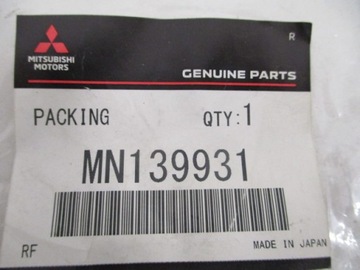 R
MITSUBISHI
MOTORS
GENUINE PARTS
PACKING QTY:1
MN139931
RF MADE IN JAPAN